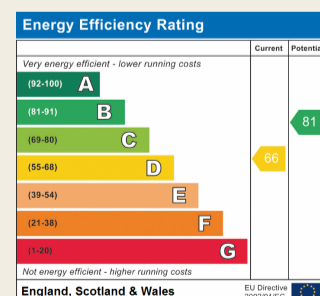 Energy Efficiency Rating
Current
Very energy efficient - lower running costs
(92-100) A
(81-91) B
81
(69-80) C
(55-68) D
66
(39-54) E
(21-38) F
(1-20) G
Not energy efficient - higher running costs
England, Scotland & Wales
EU Directive